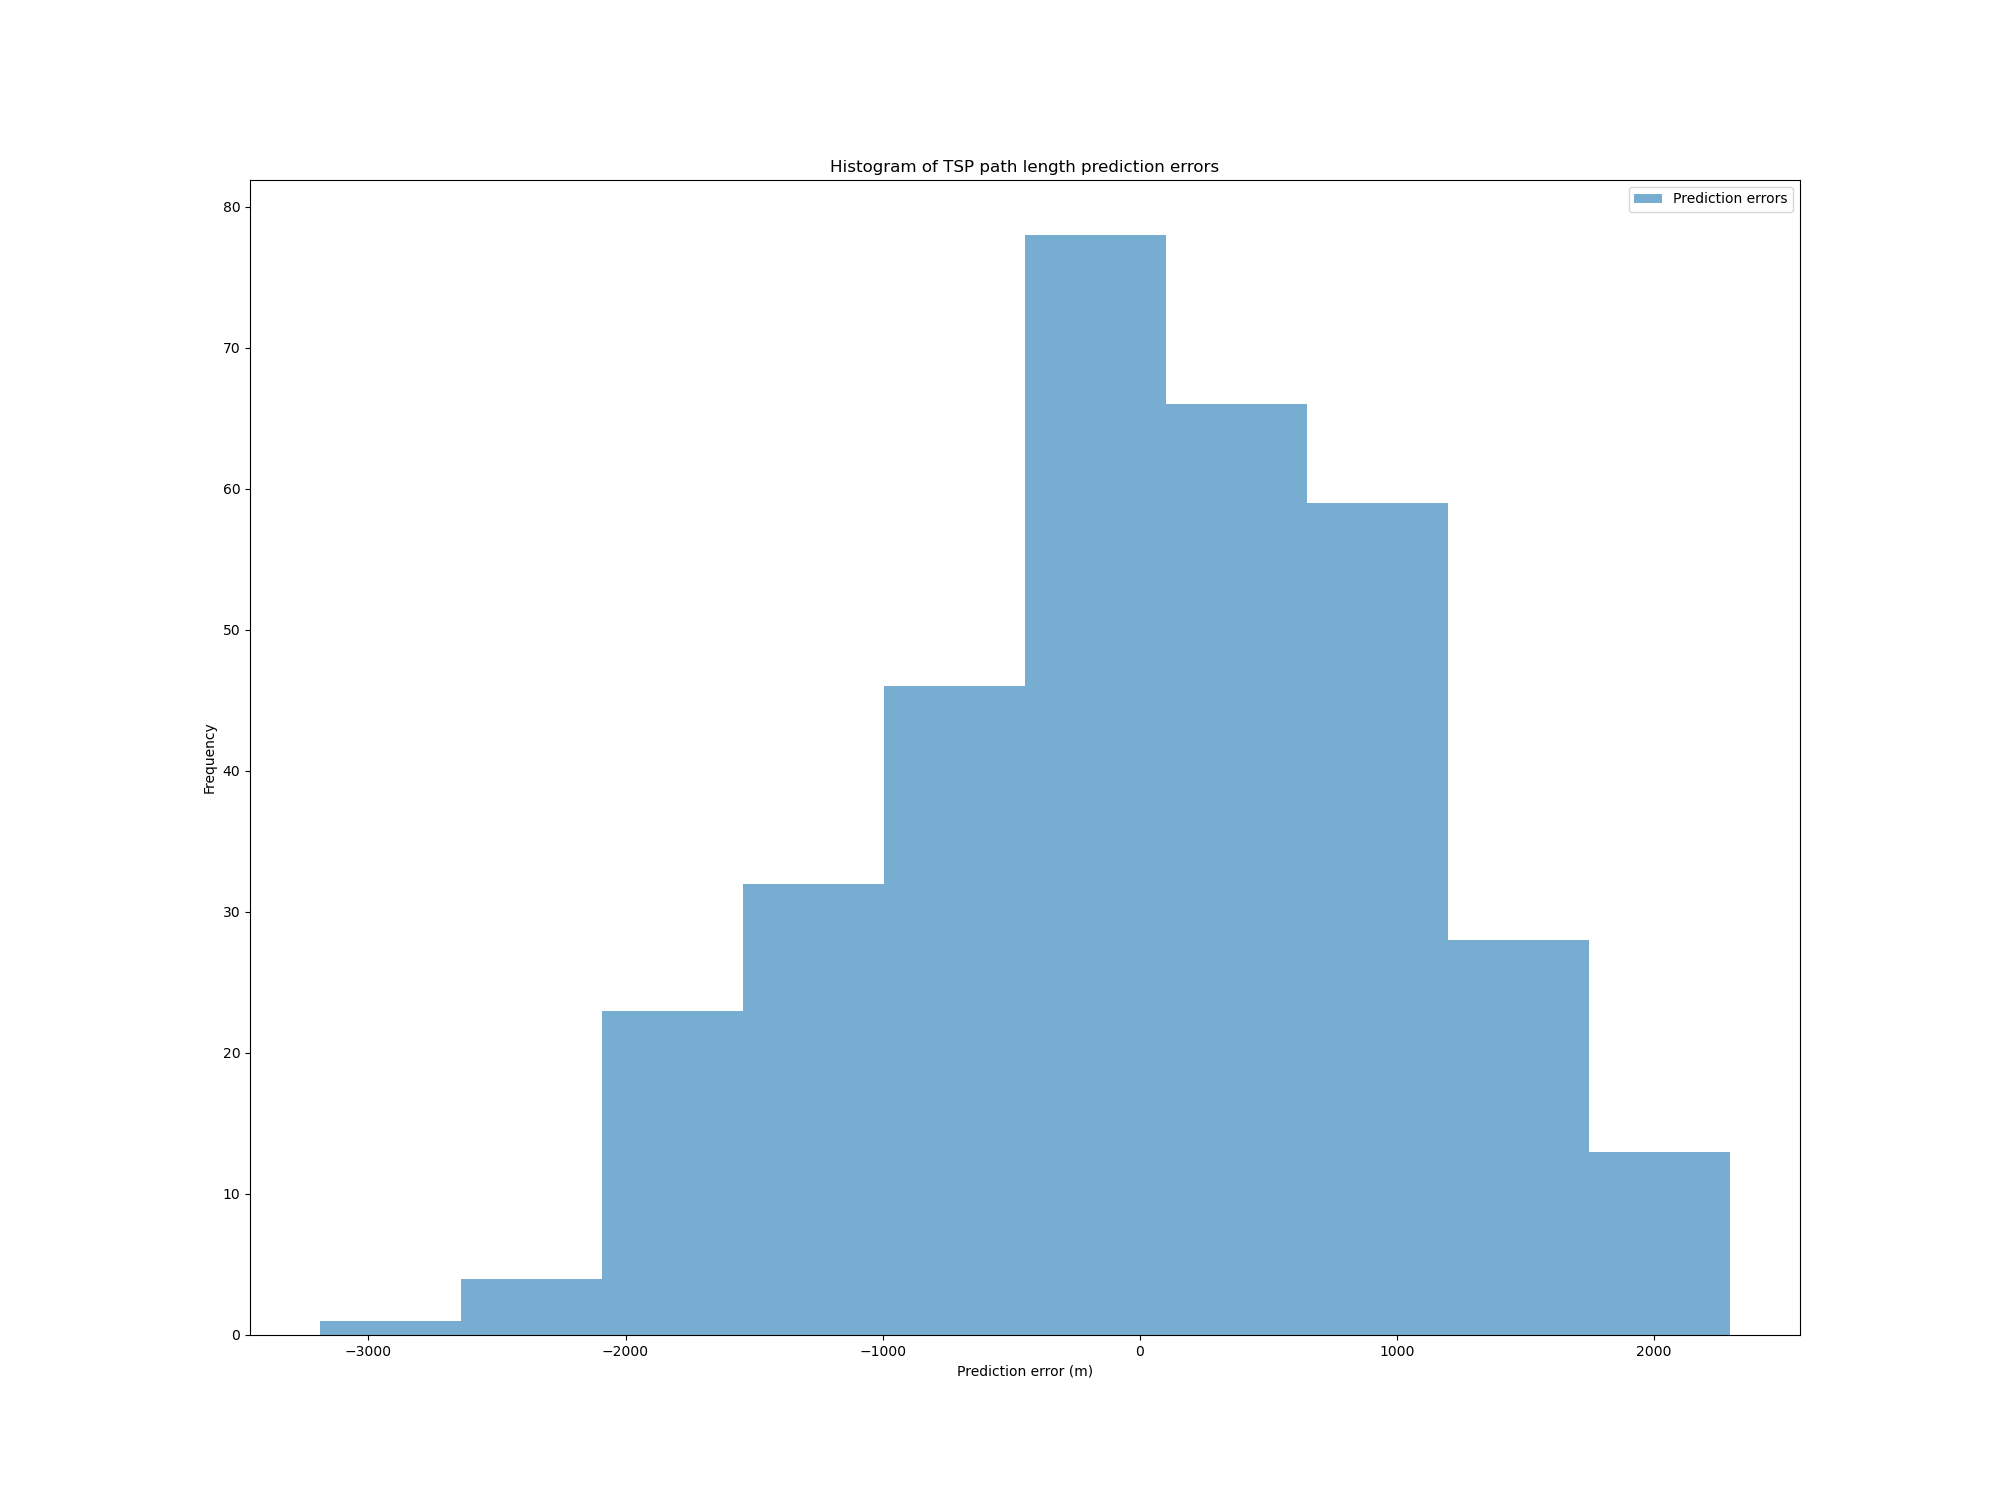 Histogram of TSP path length prediction errors
Prediction errors
80
70
60
50
40
30
20
10
0
Frequency
−3000 −2000 −1000 0 1000 2000
Prediction error (m)